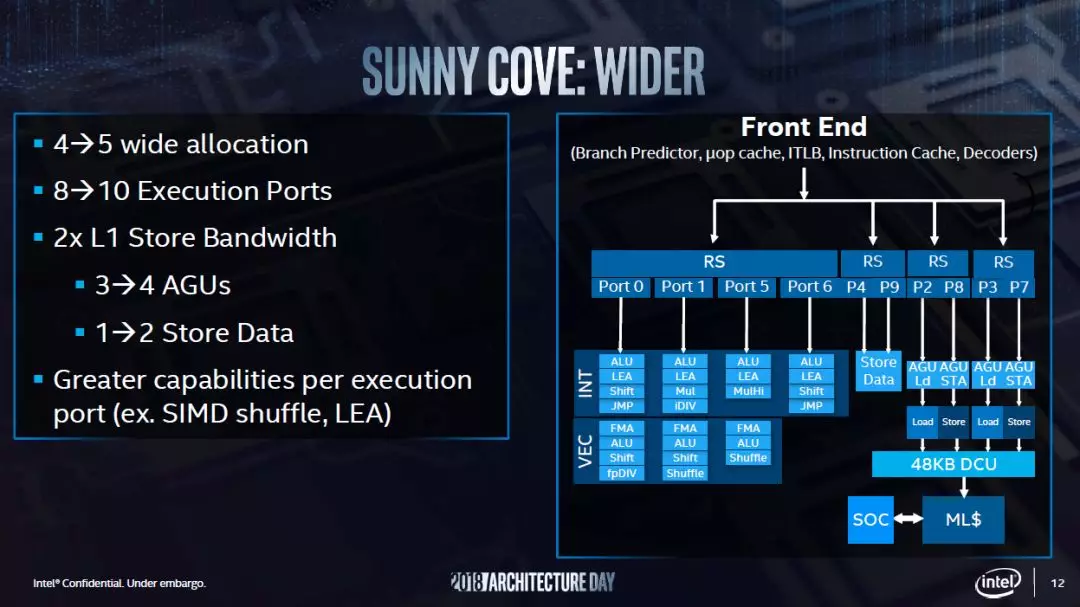 SUNNY COVE: WIDER
4→5 wide allocation
8→10 Execution Ports
2x L1 Store Bandwidth
3→4 AGUs
1→2 Store Data
Greater capabilities per execution
port (ex. SIMD shuffle, LEA)
Front End
(Branch Predictor, µop cache, ITLB, Instruction Cache, Decoders)
RS RS RS RS
Port 0 Port 1 Port 5 Port 6 P4 P9 P2 P8 P3 P7
INT
ALU ALU ALU ALU
LEA LEA LEA LEA
Shift Mul MulHi Shift
JMP iDIV JMP
Store
Data
AGU AGU AGU AGU
Ld STA Ld STA
Load Store Load Store
VEC
FMA FMA FMA
ALU ALU ALU
Shift Shift Shuffle
fpDIV Shuffle
48KB DCU
SOC ML$
Intel® Confidential. Under embargo.
2018 ARCHITECTURE DAY
intel
12